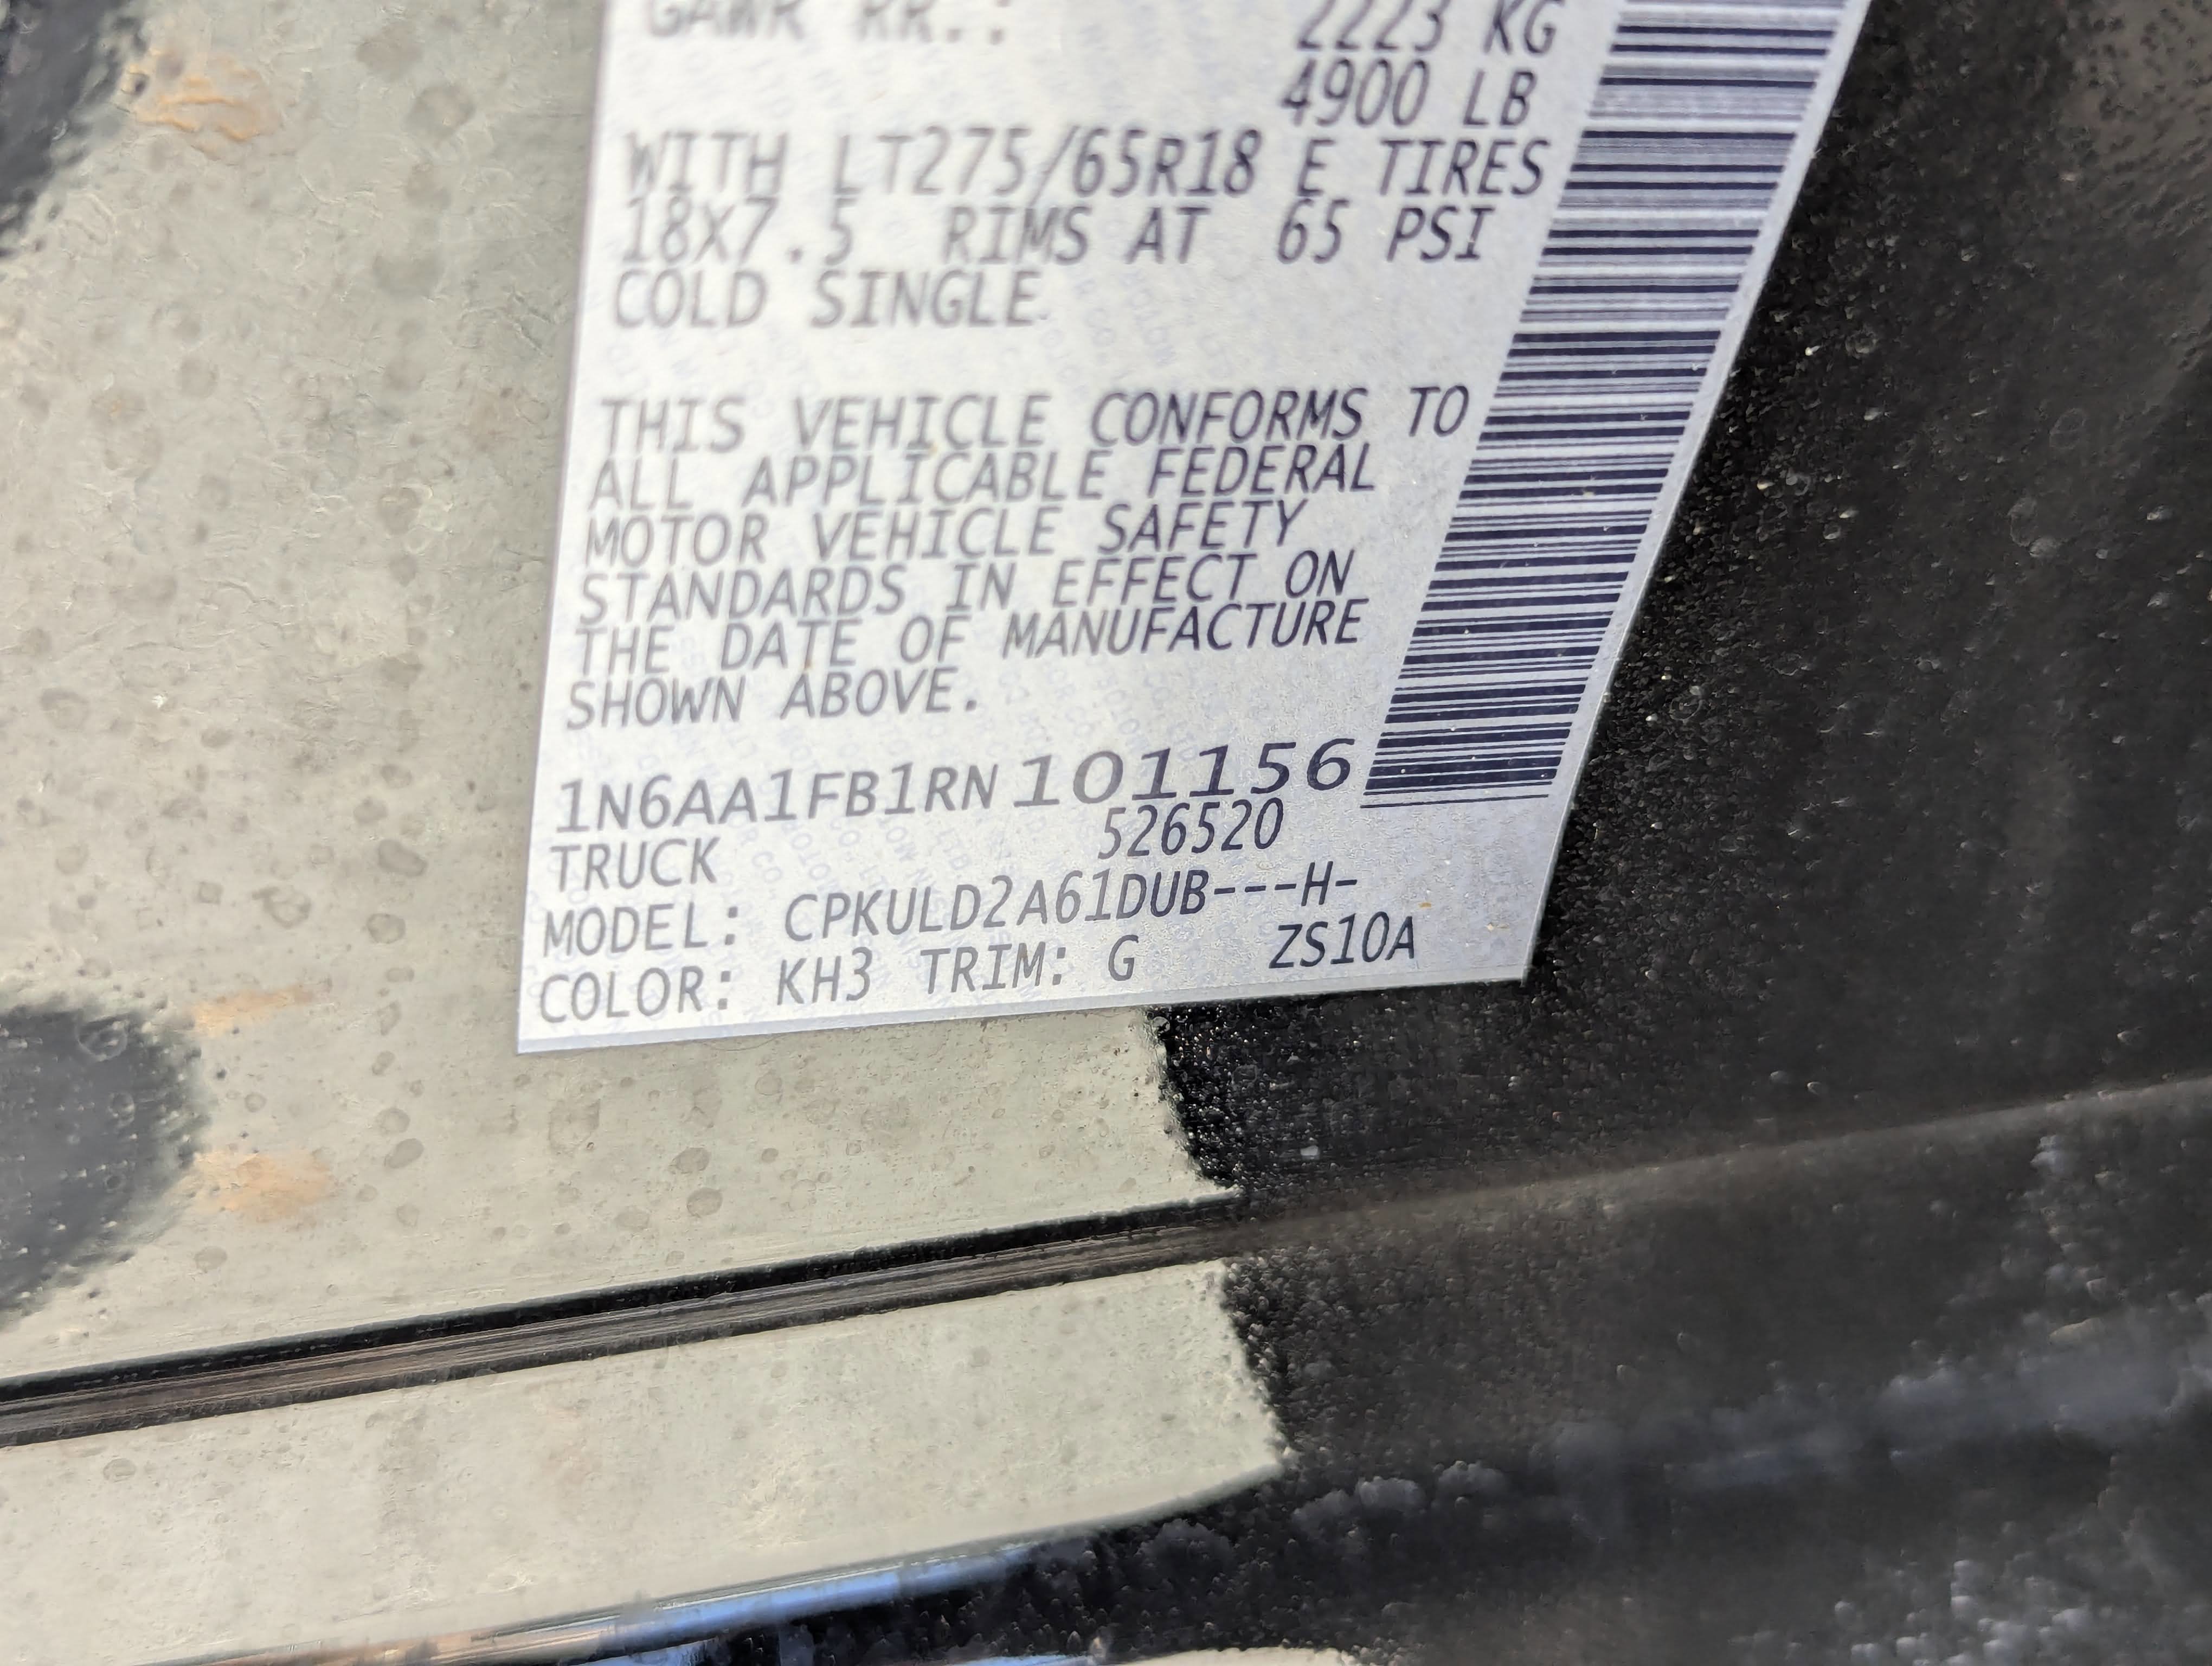 GAWR RR.: 2223 KG
4900 LB
WITH LT275/65R18 E TIRES
18X7.5 RIMS AT 65 PSI
COLD SINGLE
THIS VEHICLE CONFORMS TO
ALL APPLICABLE FEDERAL
MOTOR VEHICLE SAFETY
STANDARDS IN EFFECT ON
THE DATE OF MANUFACTURE
SHOWN ABOVE.
1N6AA1FB1RN101156
TRUCK 526520
MODEL: CPKULD2A61DUB---H-
COLOR: KH3 TRIM: G ZS10A